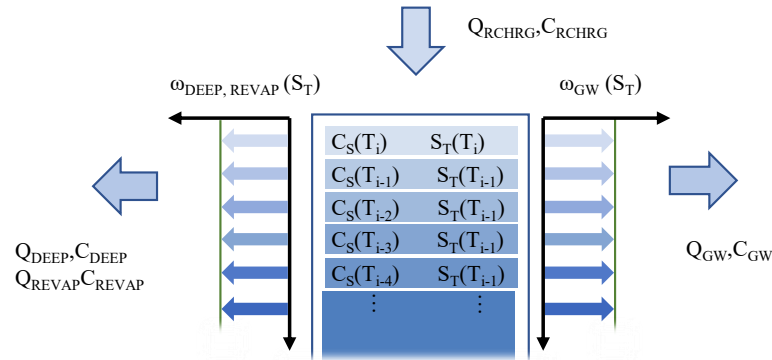 Q_RCHRG,C_RCHRG
ω_DEEP, REVAP (S_T)
ω_GW (S_T)
C_S(T_i) S_T(T_i)
C_S(T_i-1) S_T(T_i-1)
C_S(T_i-2) S_T(T_i-1)
C_S(T_i-3) S_T(T_i-1)
C_S(T_i-4) S_T(T_i-1)
⋮ ⋮
Q_DEEP,C_DEEP
Q_REVAPC_REVAP
Q_GW,C_GW